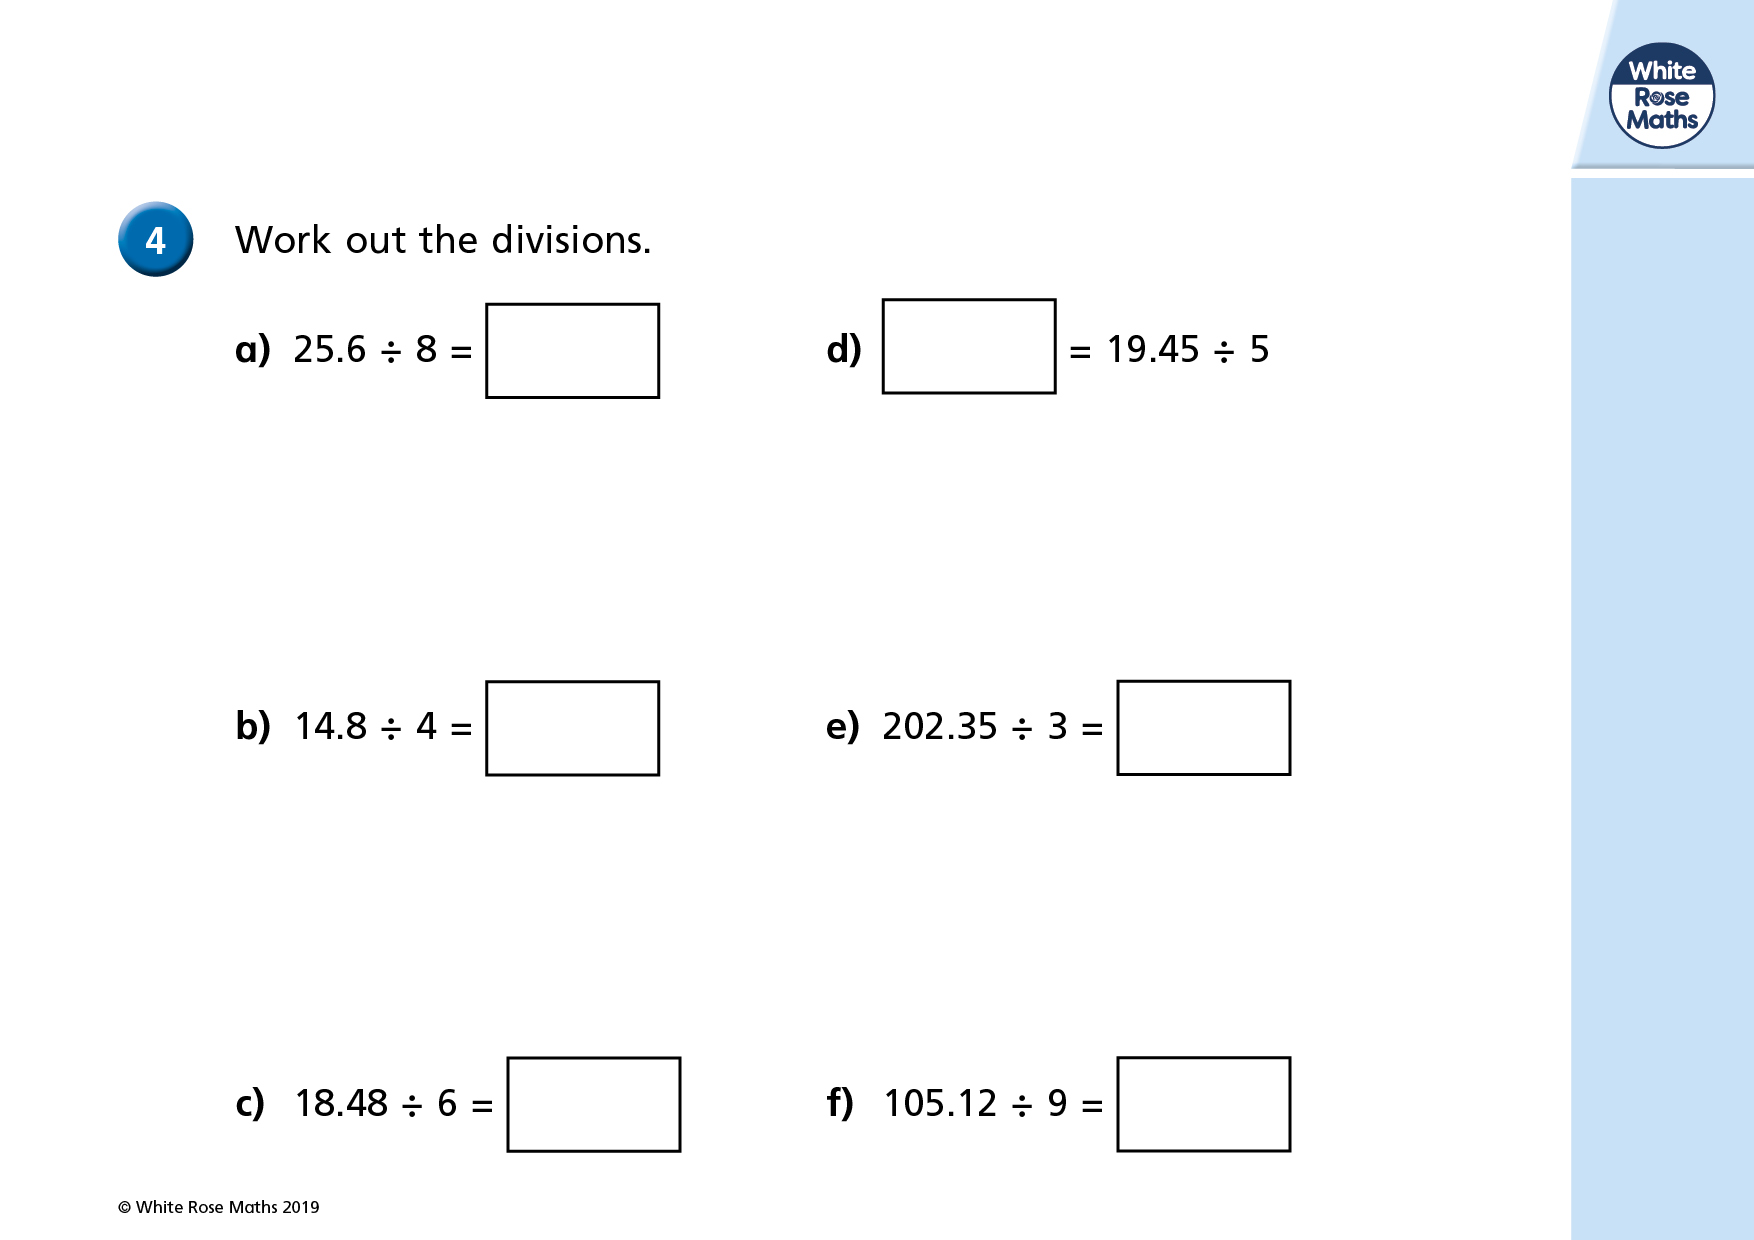 White
Rose
Maths
4 Work out the divisions.
a) 25.6 ÷ 8 =
d) = 19.45 ÷ 5
b) 14.8 ÷ 4 =
e) 202.35 ÷ 3 =
c) 18.48 ÷ 6 =
f) 105.12 ÷ 9 =
© White Rose Maths 2019